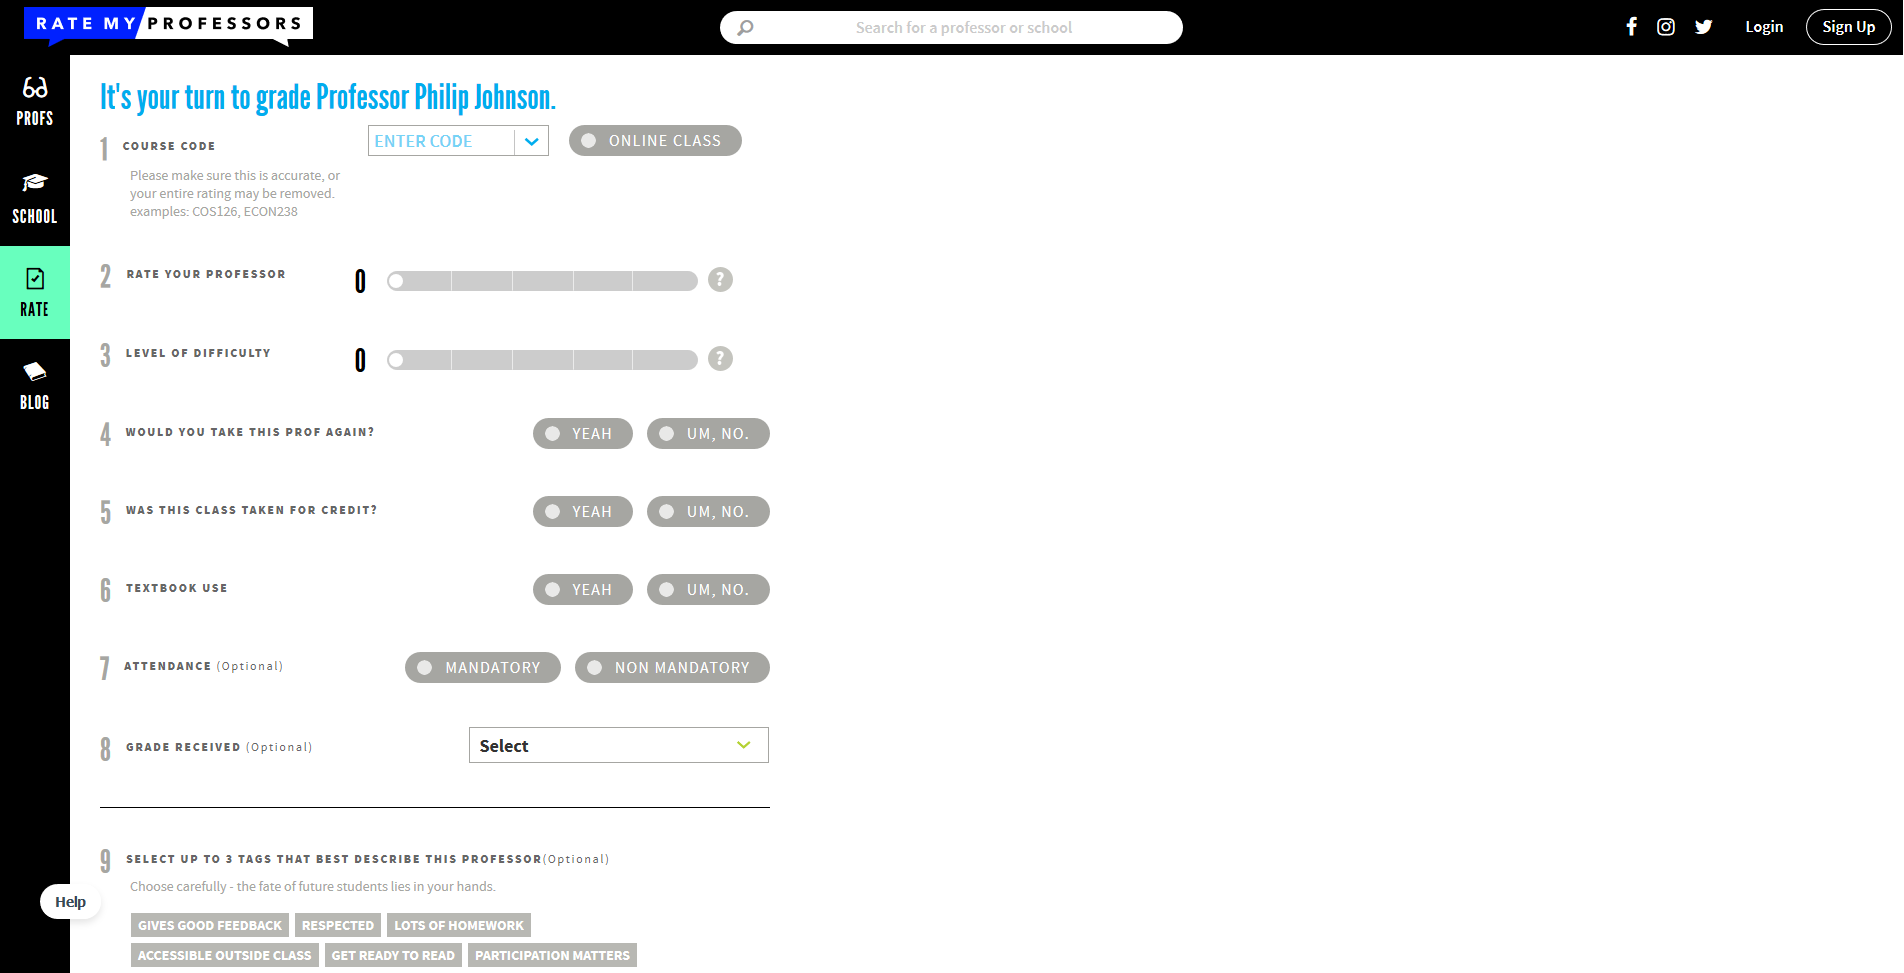 RATE MY PROFESSORS
Search for a professor or school
Login
Sign Up
PROFS
SCHOOL
RATE
BLOG
It's your turn to grade Professor Philip Johnson.
1 COURSE CODE
ENTER CODE
ONLINE CLASS
Please make sure this is accurate, or
your entire rating may be removed.
examples: COS126, ECON238
2 RATE YOUR PROFESSOR 0 ?
3 LEVEL OF DIFFICULTY 0 ?
4 WOULD YOU TAKE THIS PROF AGAIN? YEAH UM, NO.
5 WAS THIS CLASS TAKEN FOR CREDIT? YEAH UM, NO.
6 TEXTBOOK USE YEAH UM, NO.
7 ATTENDANCE (Optional) MANDATORY NON MANDATORY
8 GRADE RECEIVED (Optional) Select
9 SELECT UP TO 3 TAGS THAT BEST DESCRIBE THIS PROFESSOR(Optional)
Choose carefully - the fate of future students lies in your hands.
Help
GIVES GOOD FEEDBACK RESPECTED LOTS OF HOMEWORK
ACCESSIBLE OUTSIDE CLASS GET READY TO READ PARTICIPATION MATTERS